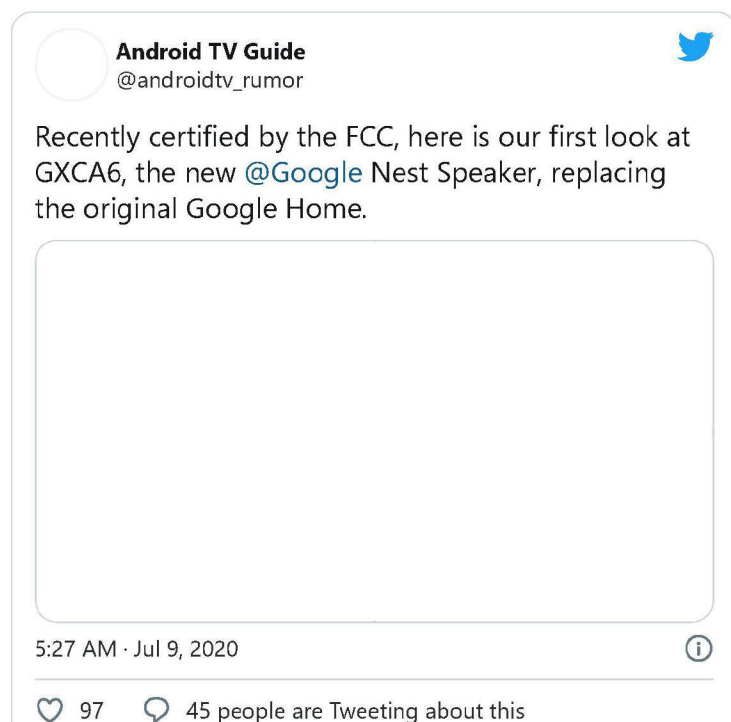 Android TV Guide
@androidtv_rumor
Recently certified by the FCC, here is our first look at
GXCA6, the new @Google Nest Speaker, replacing
the original Google Home.
5:27 AM · Jul 9, 2020
97 45 people are Tweeting about this